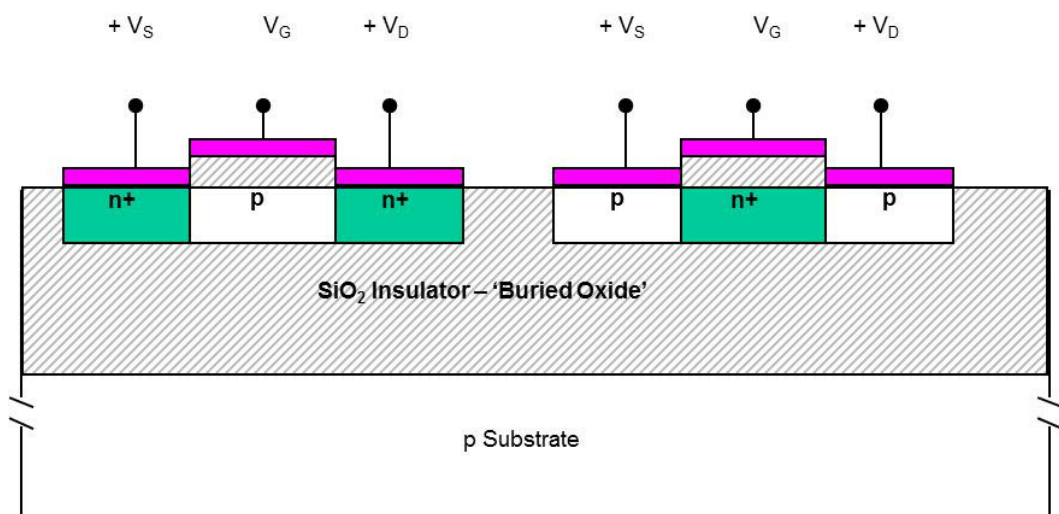 + V_S V_G + V_D + V_S V_G + V_D
n+ p n+ p n+ p
SiO₂ Insulator – ‘Buried Oxide’
p Substrate